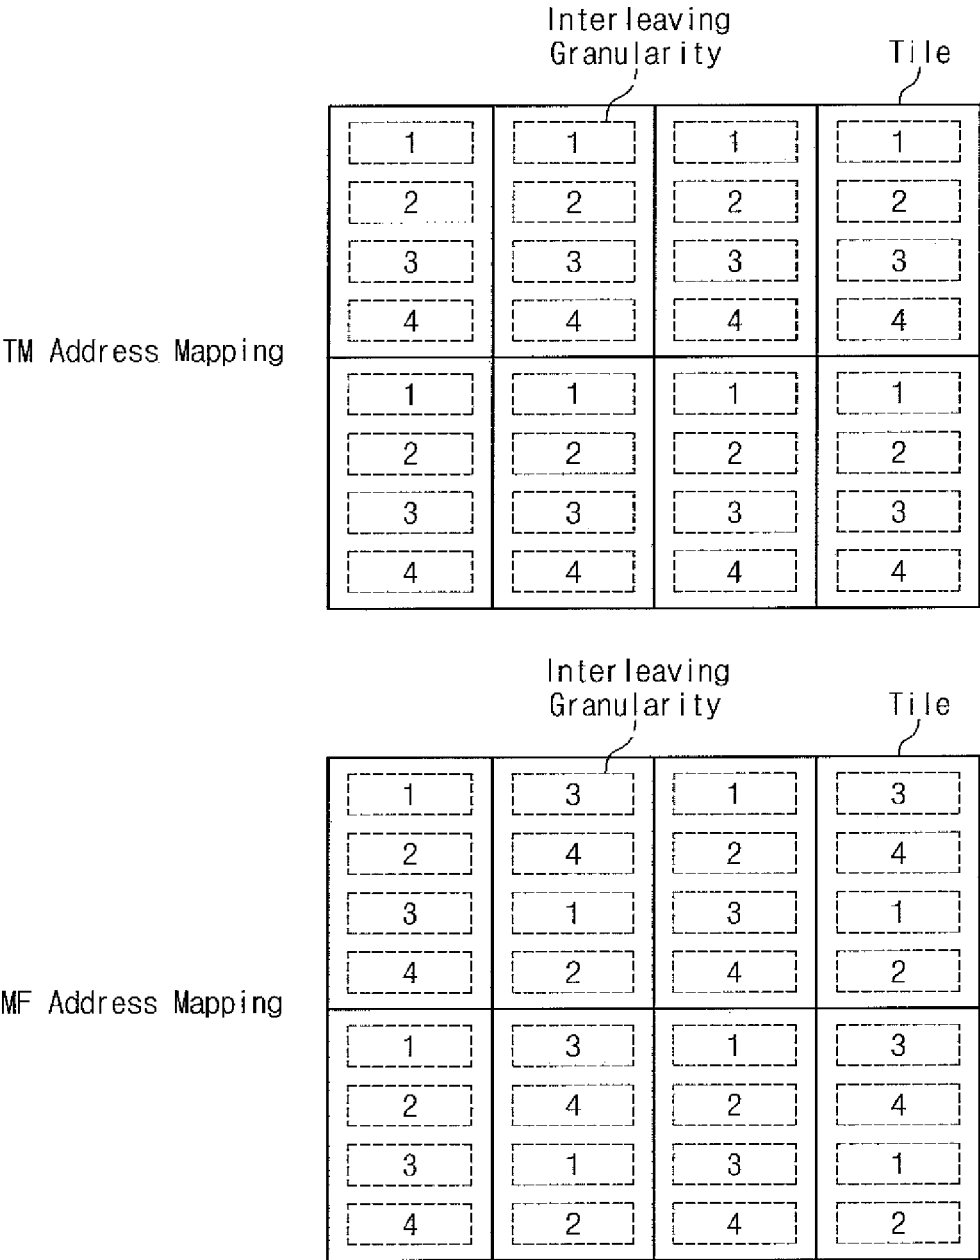 Interleaving
Granularity
Tile
1 1 1 1
2 2 2 2
3 3 3 3
4 4 4 4
TM Address Mapping
1 1 1 1
2 2 2 2
3 3 3 3
4 4 4 4
Interleaving
Granularity
Tile
1 3 1 3
2 4 2 4
3 1 3 1
4 2 4 2
MF Address Mapping
1 3 1 3
2 4 2 4
3 1 3 1
4 2 4 2